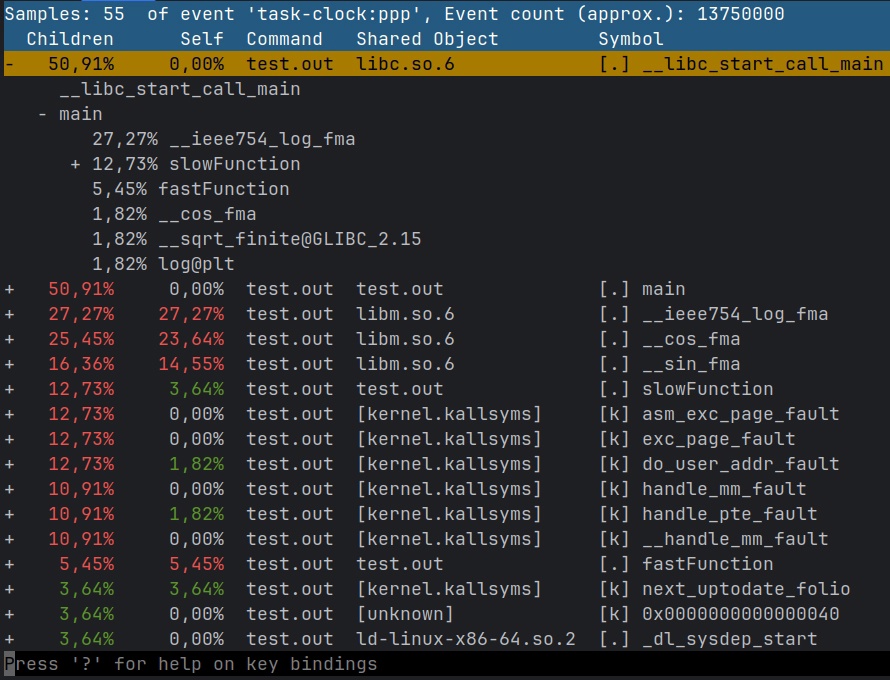 Samples: 55  of event 'task-clock:ppp', Event count (approx.): 13750000
  Children      Self  Command  Shared Object         Symbol
-   50,91%     0,00%  test.out  libc.so.6             [.] __libc_start_call_main
     __libc_start_call_main
   - main
        27,27% __ieee754_log_fma
      + 12,73% slowFunction
        5,45% fastFunction
        1,82% __cos_fma
        1,82% __sqrt_finite@GLIBC_2.15
        1,82% log@plt
+   50,91%     0,00%  test.out  test.out              [.] main
+   27,27%    27,27%  test.out  libm.so.6             [.] __ieee754_log_fma
+   25,45%    23,64%  test.out  libm.so.6             [.] __cos_fma
+   16,36%    14,55%  test.out  libm.so.6             [.] __sin_fma
+   12,73%     3,64%  test.out  test.out              [.] slowFunction
+   12,73%     0,00%  test.out  [kernel.kallsyms]     [k] asm_exc_page_fault
+   12,73%     0,00%  test.out  [kernel.kallsyms]     [k] exc_page_fault
+   12,73%     1,82%  test.out  [kernel.kallsyms]     [k] do_user_addr_fault
+   10,91%     0,00%  test.out  [kernel.kallsyms]     [k] handle_mm_fault
+   10,91%     1,82%  test.out  [kernel.kallsyms]     [k] handle_pte_fault
+   10,91%     0,00%  test.out  [kernel.kallsyms]     [k] __handle_mm_fault
+    5,45%     5,45%  test.out  test.out              [.] fastFunction
+    3,64%     3,64%  test.out  [kernel.kallsyms]     [k] next_uptodate_folio
+    3,64%     0,00%  test.out  [unknown]             [k] 0x0000000000000040
+    3,64%     0,00%  test.out  ld-linux-x86-64.so.2  [.] _dl_sysdep_start
Press '?' for help on key bindings